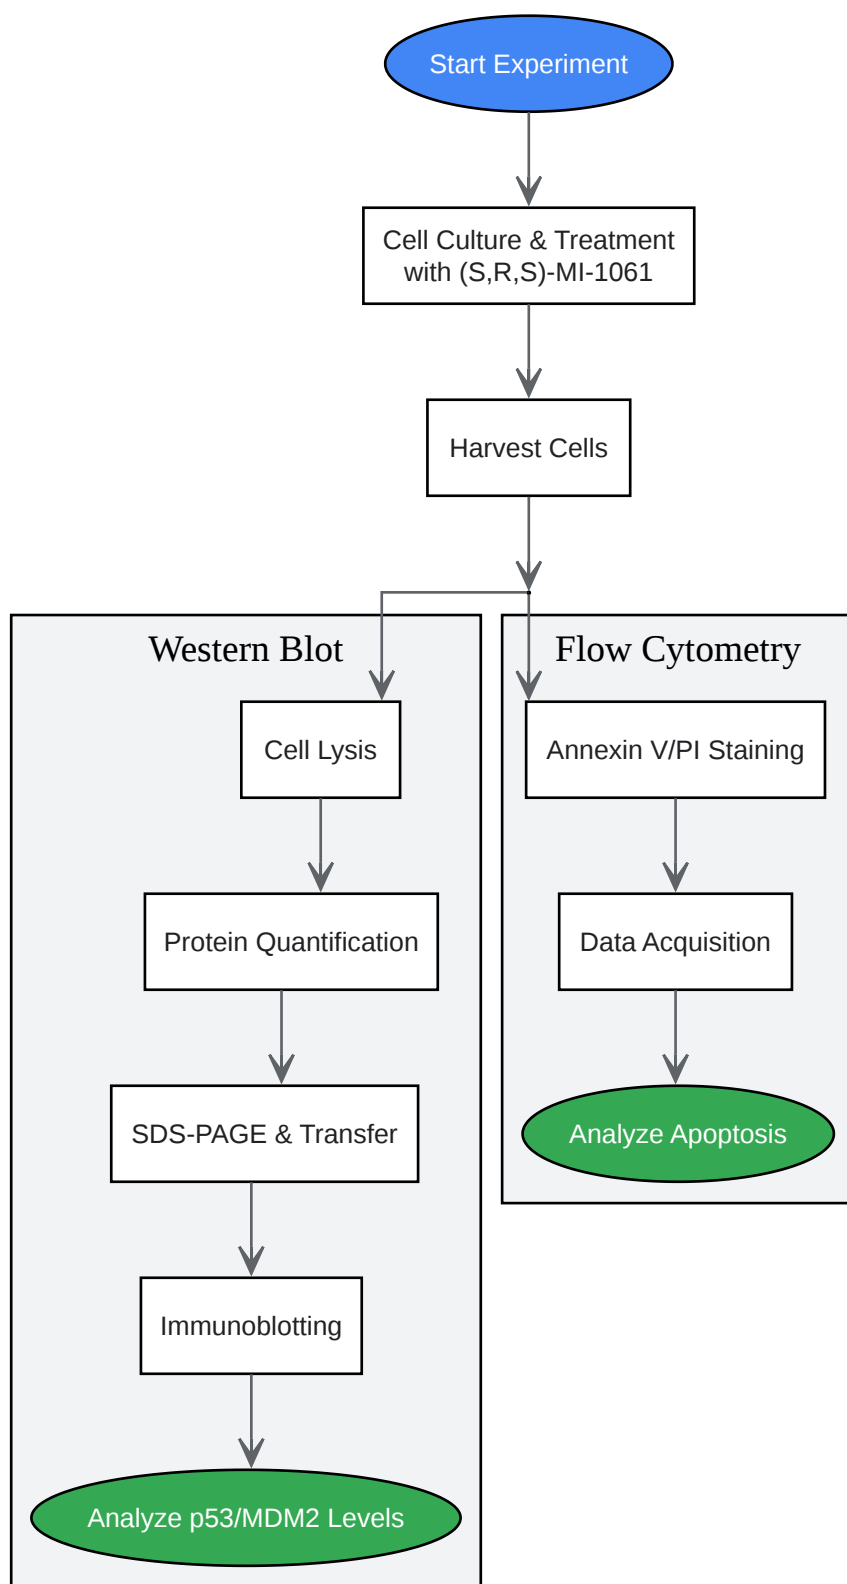 Start Experiment
Cell Culture & Treatment
with (S,R,S)-MI-1061
Harvest Cells
Western Blot
Cell Lysis
Protein Quantification
SDS-PAGE & Transfer
Immunoblotting
Analyze p53/MDM2 Levels
Flow Cytometry
Annexin V/PI Staining
Data Acquisition
Analyze Apoptosis